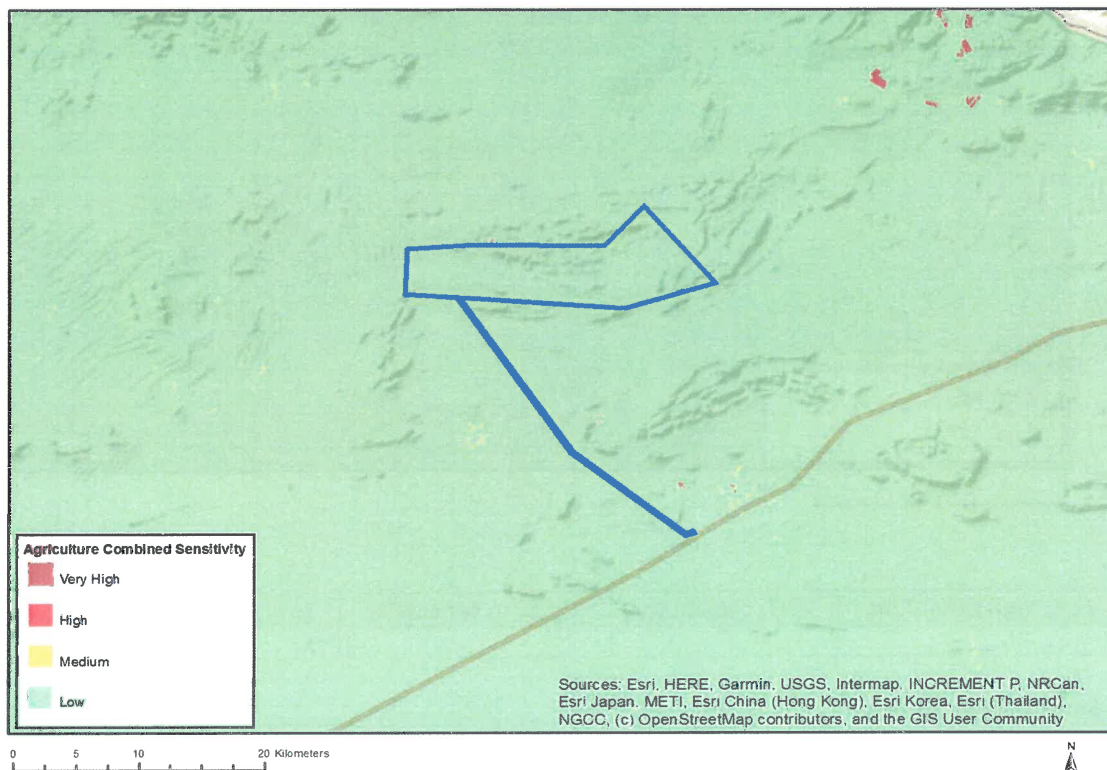 Agriculture Combined Sensitivity
Very High
High
Medium
Low
Sources: Esri, HERE, Garmin, USGS, Intermap, INCREMENT P, NRCan,
Esri Japan, METI, Esri China (Hong Kong), Esri Korea, Esri (Thailand),
NGCC, (c) OpenStreetMap contributors, and the GIS User Community
0 5 10 20 Kilometers
N